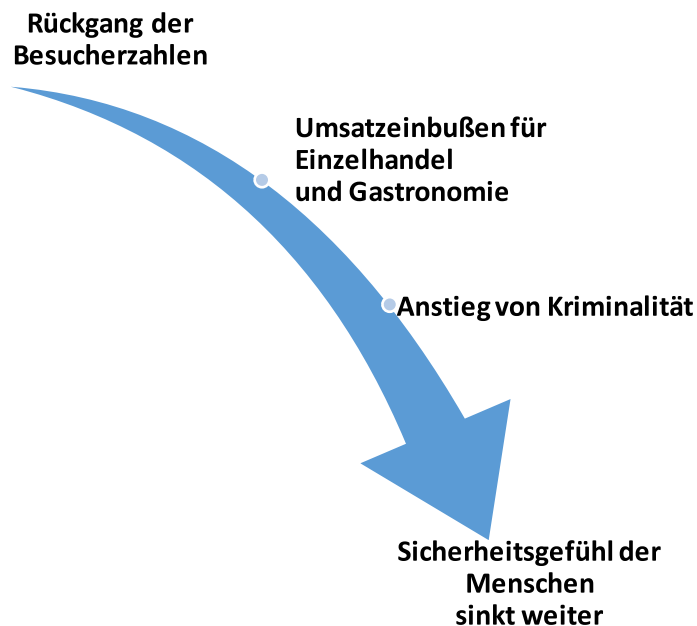 Rückgang der
Besucherzahlen
Umsatzeinbußen für
Einzelhandel
und Gastronomie
Anstieg von Kriminalität
Sicherheitsgefühl der
Menschen
sinkt weiter